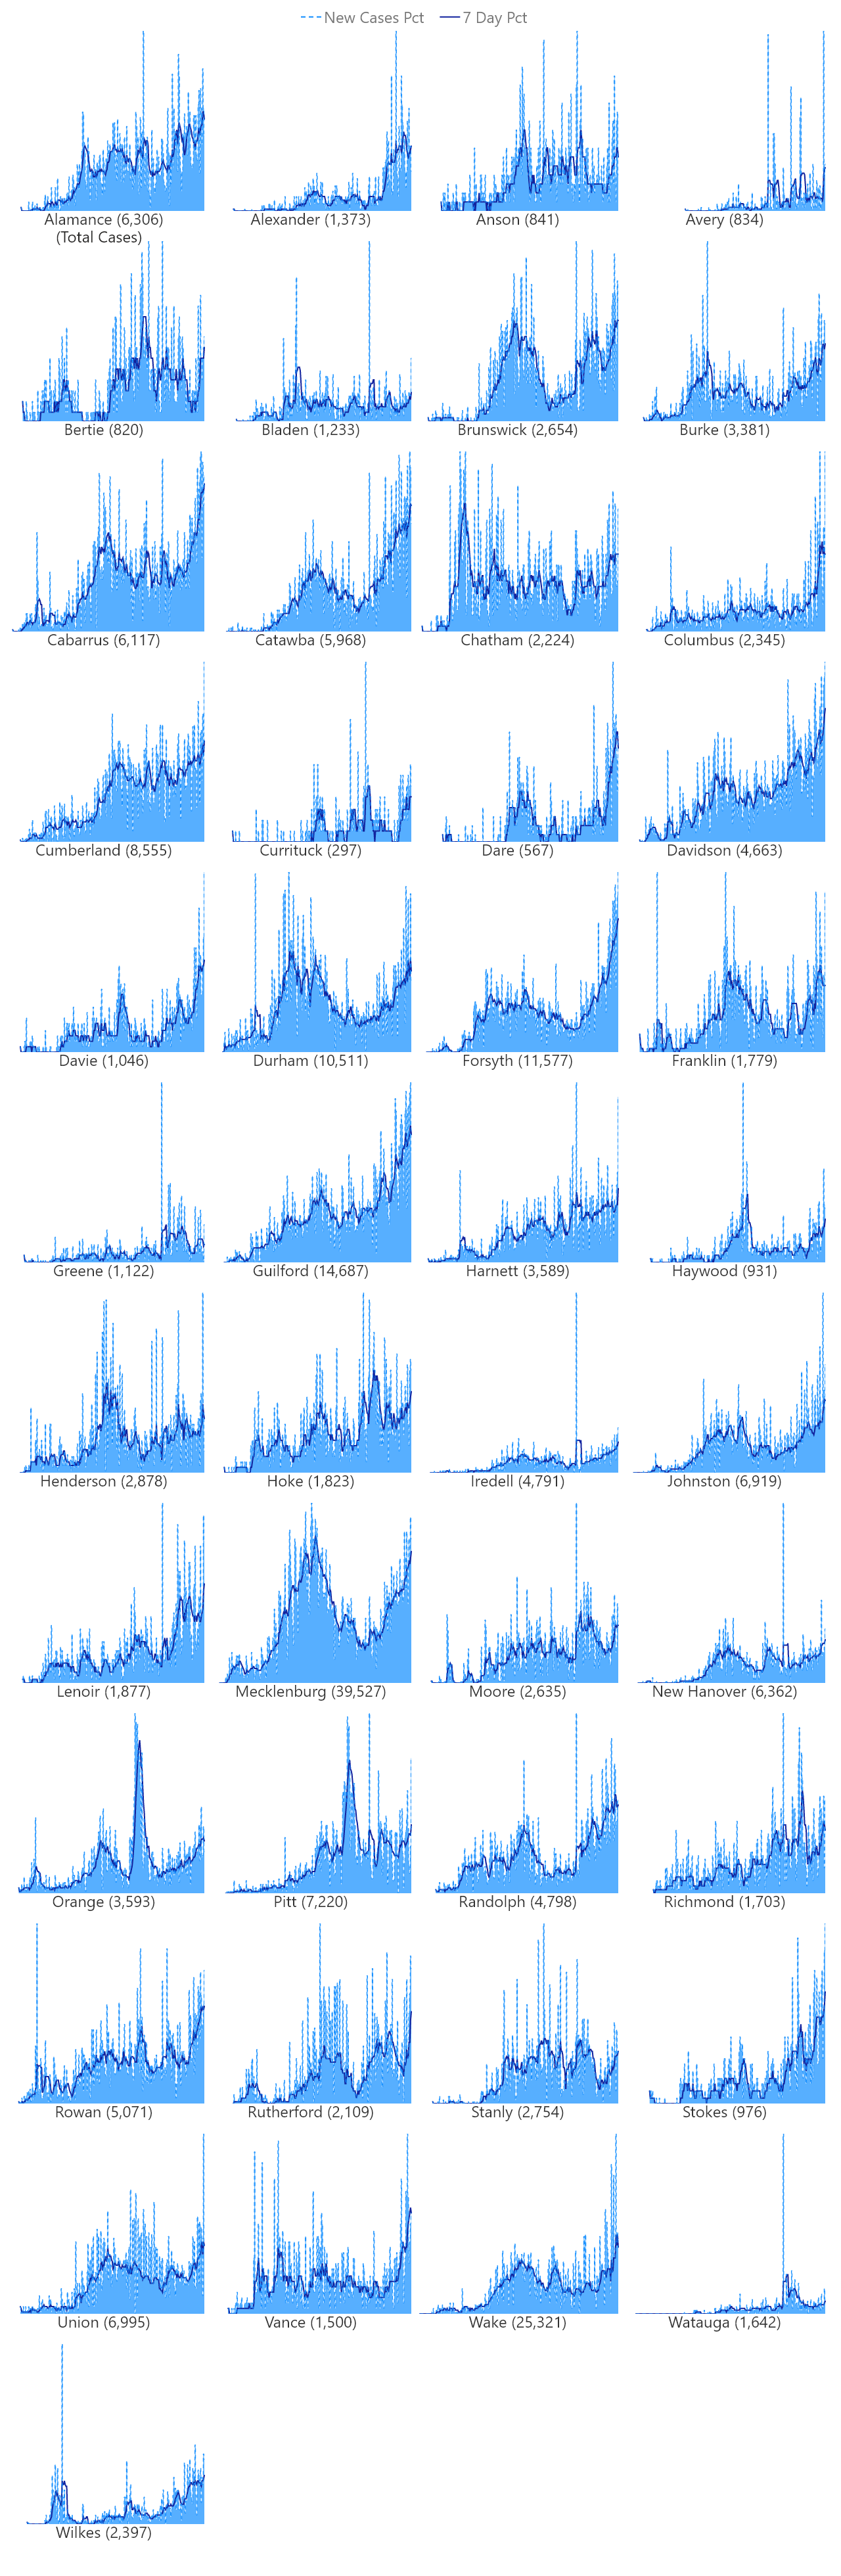 New Cases Pct 7 Day Pct
Alamance (6,306) Alexander (1,373) Anson (841) Avery (834)
(Total Cases)
Bertie (820) Bladen (1,233) Brunswick (2,654) Burke (3,381)
Cabarrus (6,117) Catawba (5,968) Chatham (2,224) Columbus (2,345)
Cumberland (8,555) Currituck (297) Dare (567) Davidson (4,663)
Davie (1,046) Durham (10,511) Forsyth (11,577) Franklin (1,779)
Greene (1,122) Guilford (14,687) Harnett (3,589) Haywood (931)
Henderson (2,878) Hoke (1,823) Iredell (4,791) Johnston (6,919)
Lenoir (1,877) Mecklenburg (39,527) Moore (2,635) New Hanover (6,362)
Orange (3,593) Pitt (7,220) Randolph (4,798) Richmond (1,703)
Rowan (5,071) Rutherford (2,109) Stanly (2,754) Stokes (976)
Union (6,995) Vance (1,500) Wake (25,321) Watauga (1,642)
Wilkes (2,397)